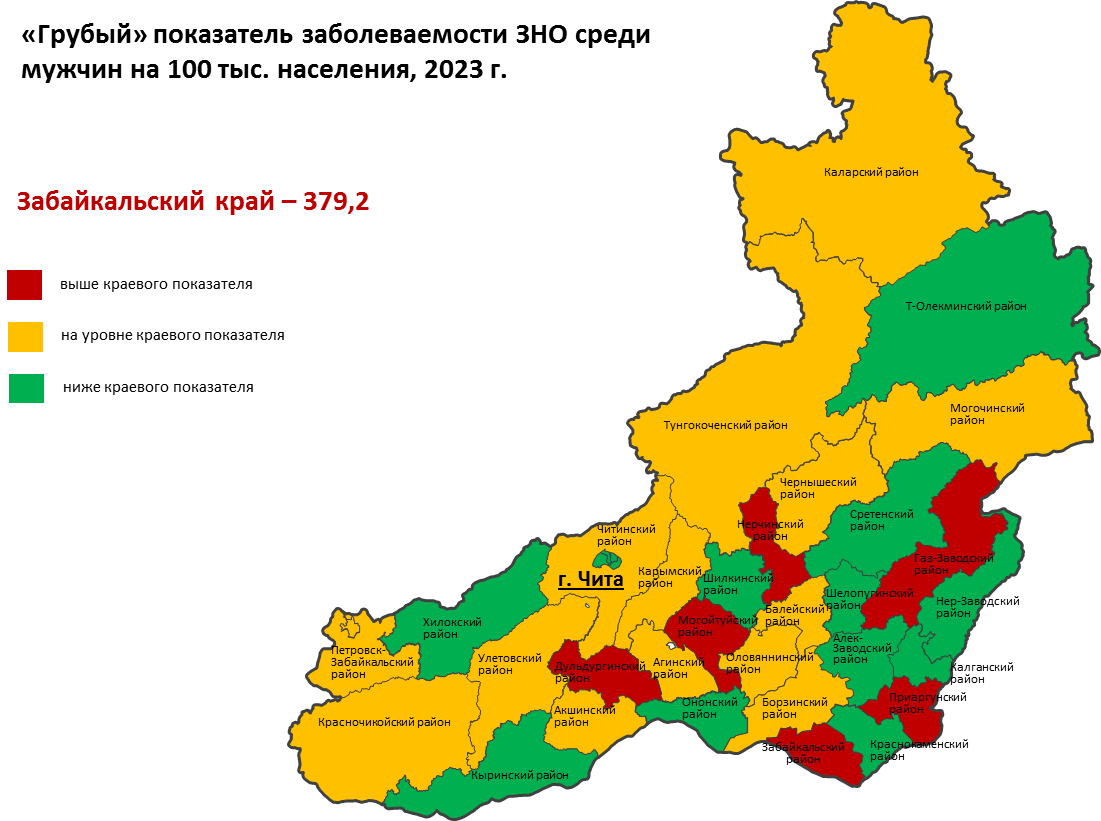 «Грубый» показатель заболеваемости ЗНО среди
мужчин на 100 тыс. населения, 2023 г.
Забайкальский край – 379,2
выше краевого показателя
на уровне краевого показателя
ниже краевого показателя
Каларский район
Т-Олекминский район
Могочинский
район
Тунгокоченский район
Чернышеский
район
Сретенский
район
Нерчинский
район
Читинский
район
г. Чита
Карымский
район
Шилкинский
район
Газ-Заводский
район
Шелопугинский
район
Нер-Заводский
район
Балейский
район
Могойтуйский
район
Хилокский
район
Алек-
Заводский
район
Петровск-
Забайкальский
район
Улетовский
район
Дульдургинский
район
Агинский
район
Оловяннинский
район
Калганский
район
Приаргунский
район
Ононский
район
Борзинский
район
Акшинский
район
Красночикойский район
Забайкальский
район
Краснокаменский
район
Кыринский район